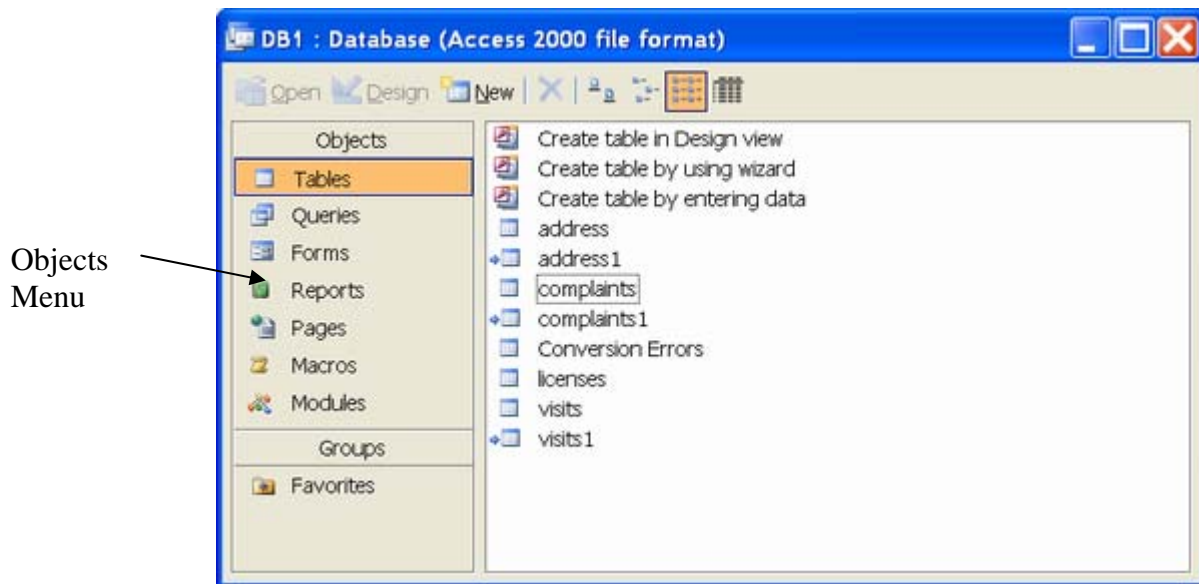 DB1 : Database (Access 2000 file format)
Open Design New
Objects
Tables
Queries
Forms
Reports
Pages
Macros
Modules
Groups
Favorites
Create table in Design view
Create table by using wizard
Create table by entering data
address
address1
complaints
complaints1
Conversion Errors
licenses
visits
visits1
Objects
Menu